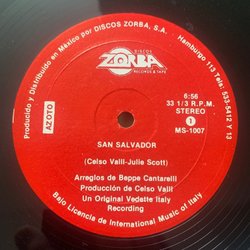 Producido y Distribuido en México por DISCOS ZORBA, S.A. Hamburgo 113 Tels: 533-5412 Y 13
DISCOS
ZORBA
RECORDS & TAPE
AZOTO
6:56
33 1/3 R.P.M.
STEREO
1
MS-1007
SAN SALVADOR
(Celso Valli-Julie Scott)
Arreglos de Beppe Cantarelli
Producción de Celso Valli
Un Original Vedette Italy
Recording
Bajo Licencia de International Music of Italy